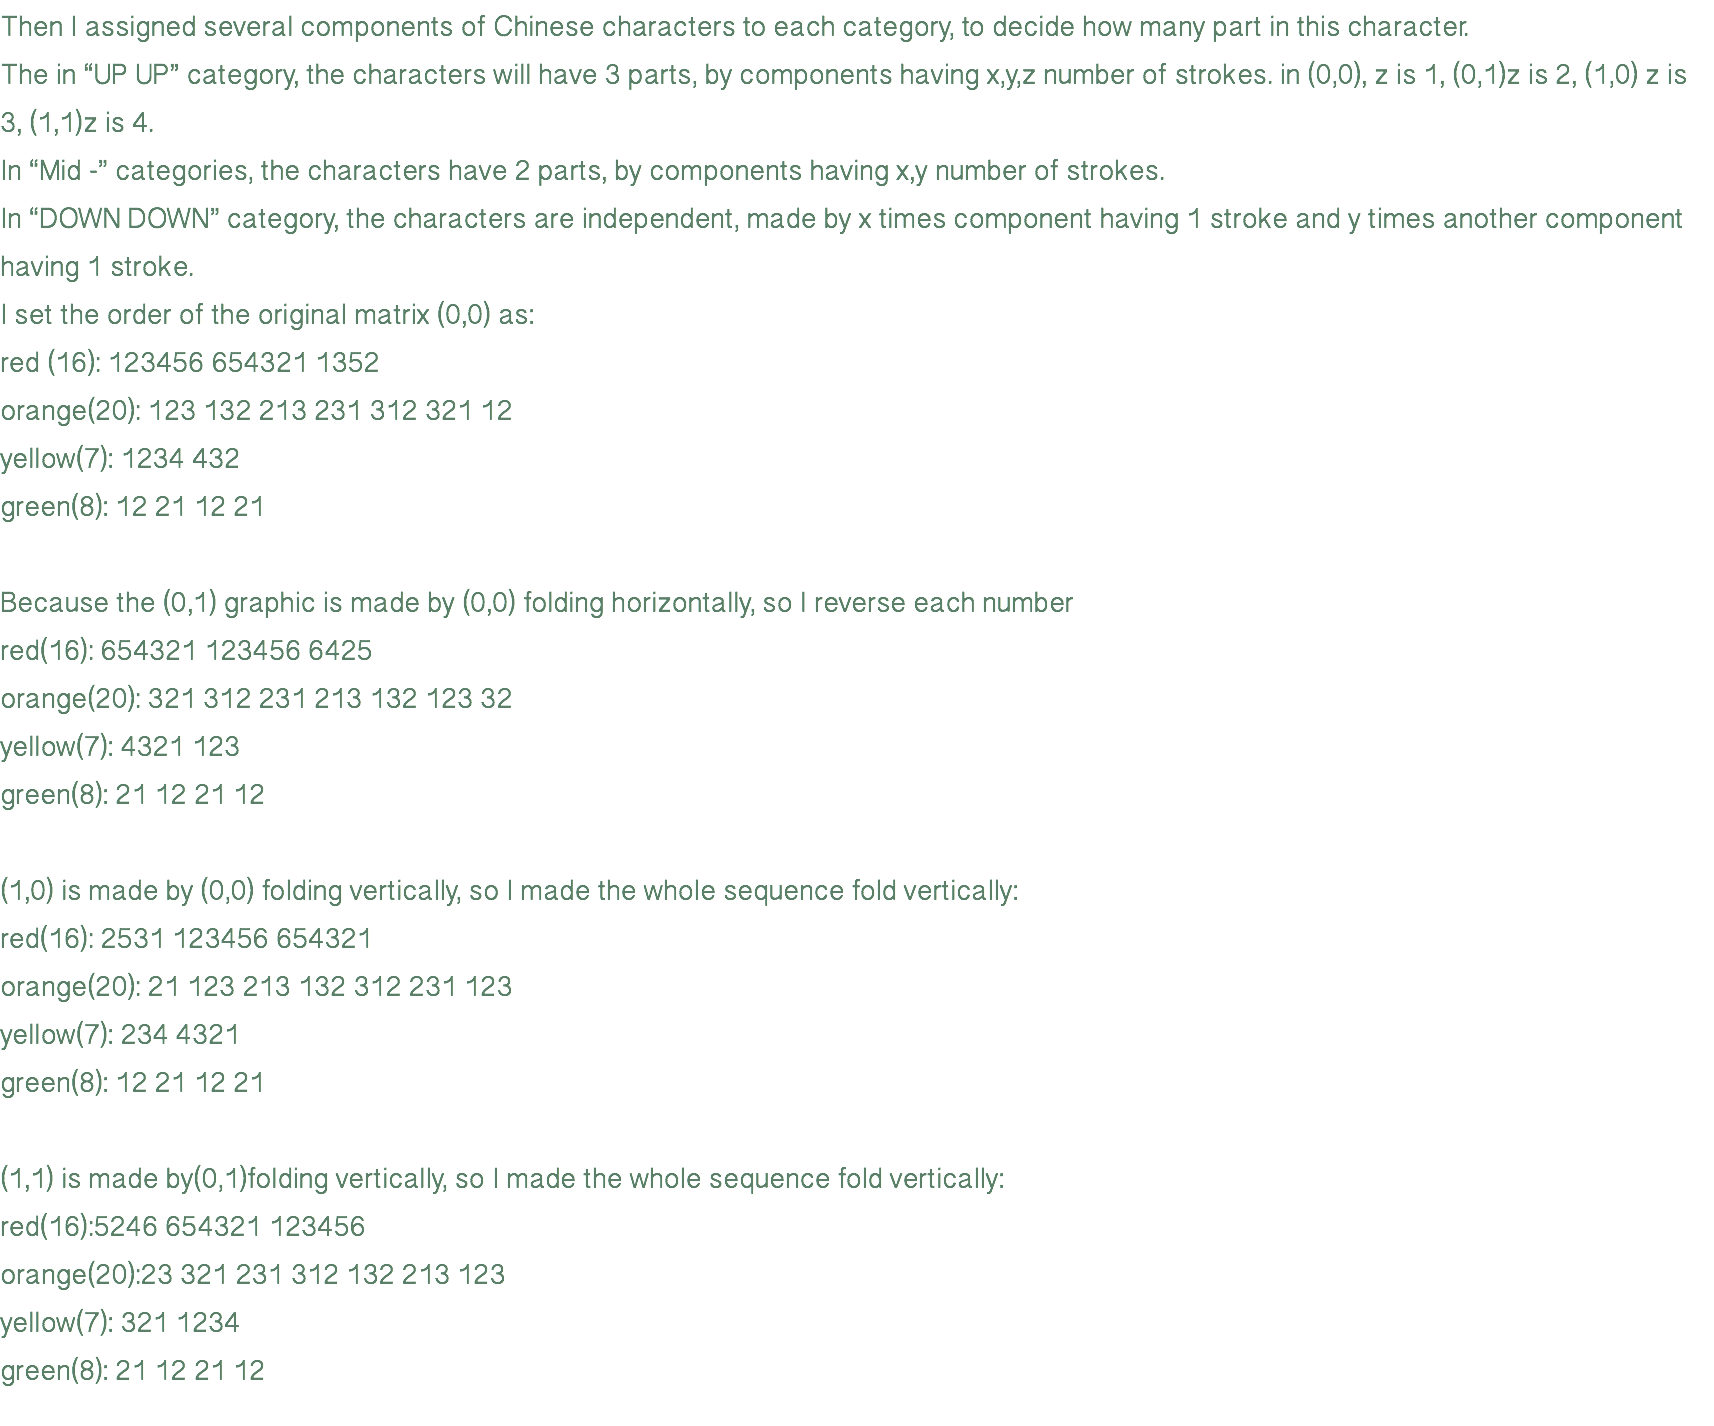 Then I assigned several components of Chinese characters to each category, to decide how many part in this character.
The in “UP UP” category, the characters will have 3 parts, by components having x,y,z number of strokes. in (0,0), z is 1, (0,1)z is 2, (1,0) z is
3, (1,1)z is 4.
In “Mid -” categories, the characters have 2 parts, by components having x,y number of strokes.
In “DOWN DOWN” category, the characters are independent, made by x times component having 1 stroke and y times another component
having 1 stroke.
I set the order of the original matrix (0,0) as:
red (16): 123456 654321 1352
orange(20): 123 132 213 231 312 321 12
yellow(7): 1234 432
green(8): 12 21 12 21
Because the (0,1) graphic is made by (0,0) folding horizontally, so I reverse each number
red(16): 654321 123456 6425
orange(20): 321 312 231 213 132 123 32
yellow(7): 4321 123
green(8): 21 12 21 12
(1,0) is made by (0,0) folding vertically, so I made the whole sequence fold vertically:
red(16): 2531 123456 654321
orange(20): 21 123 213 132 312 231 123
yellow(7): 234 4321
green(8): 12 21 12 21
(1,1) is made by(0,1)folding vertically, so I made the whole sequence fold vertically:
red(16):5246 654321 123456
orange(20):23 321 231 312 132 213 123
yellow(7): 321 1234
green(8): 21 12 21 12